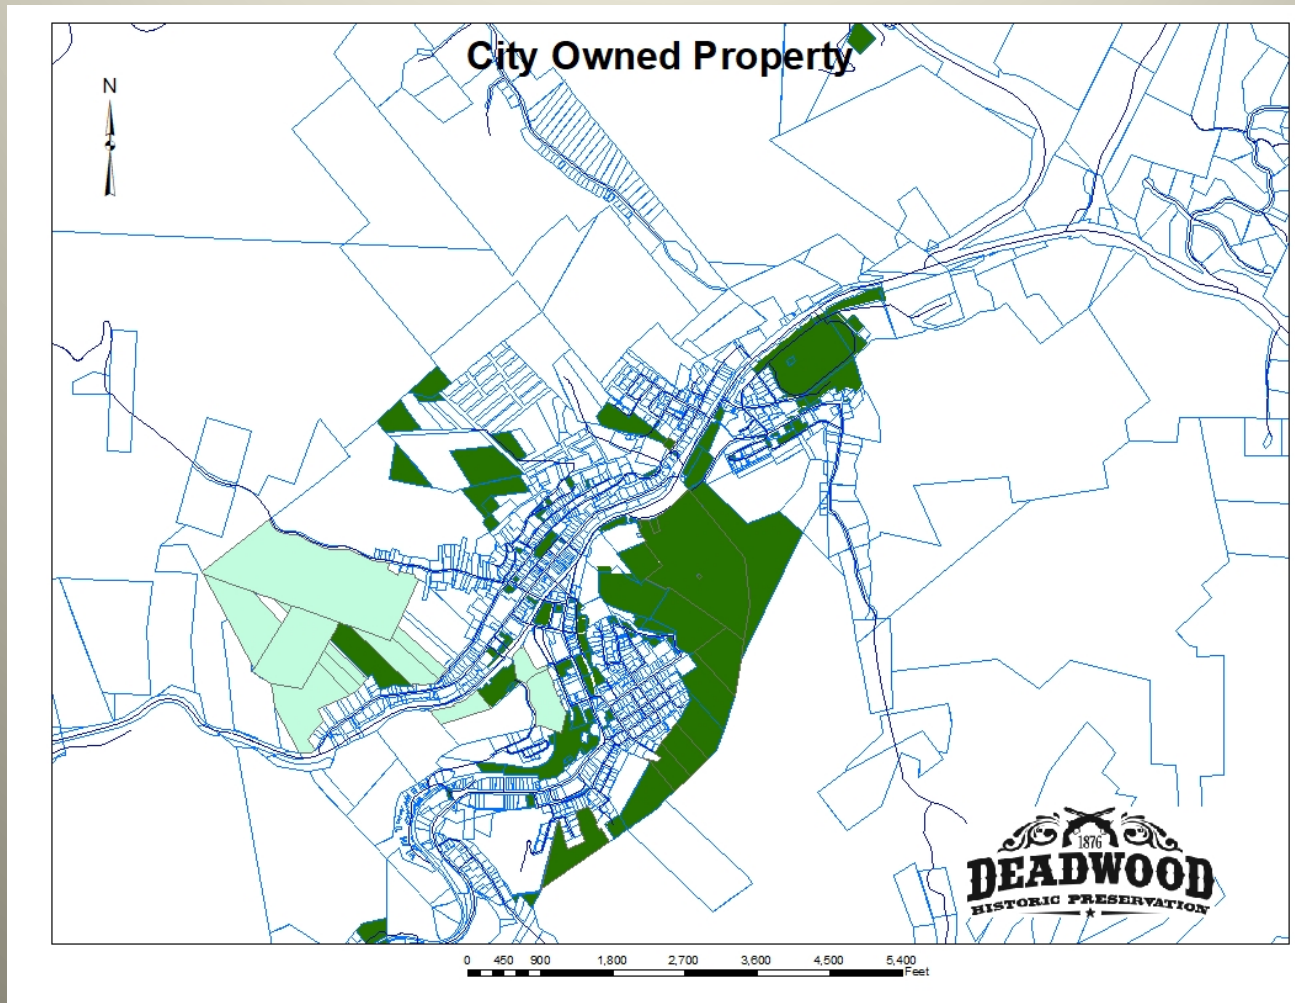 City Owned Property
N
1876
DEADWOOD
HISTORIC PRESERVATION
0 450 900 1,800 2,700 3,600 4,500 5,400
Feet